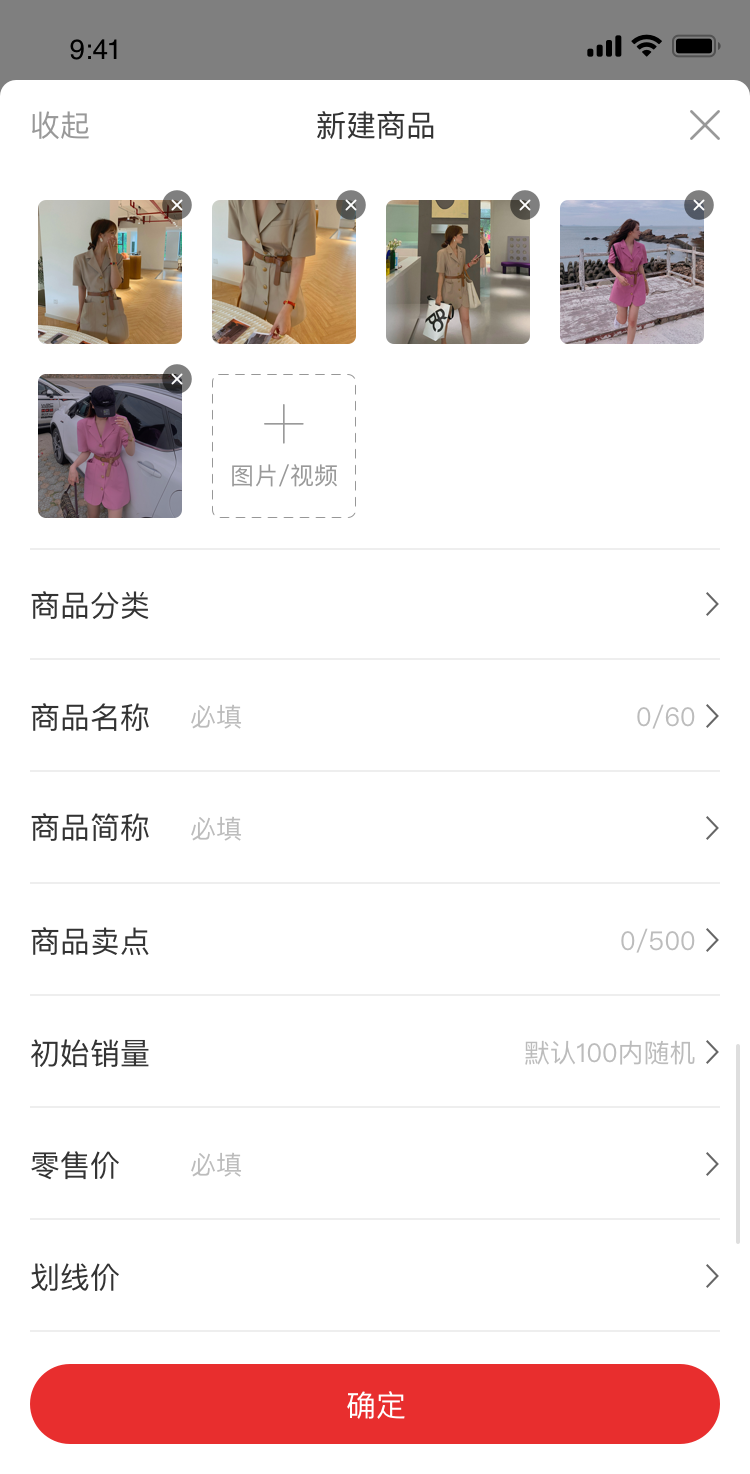 9:41
收起 新建商品
图片/视频
商品分类
商品名称 必填 0/60
商品简称 必填
商品卖点 0/500
初始销量 默认100内随机
零售价 必填
划线价
确定